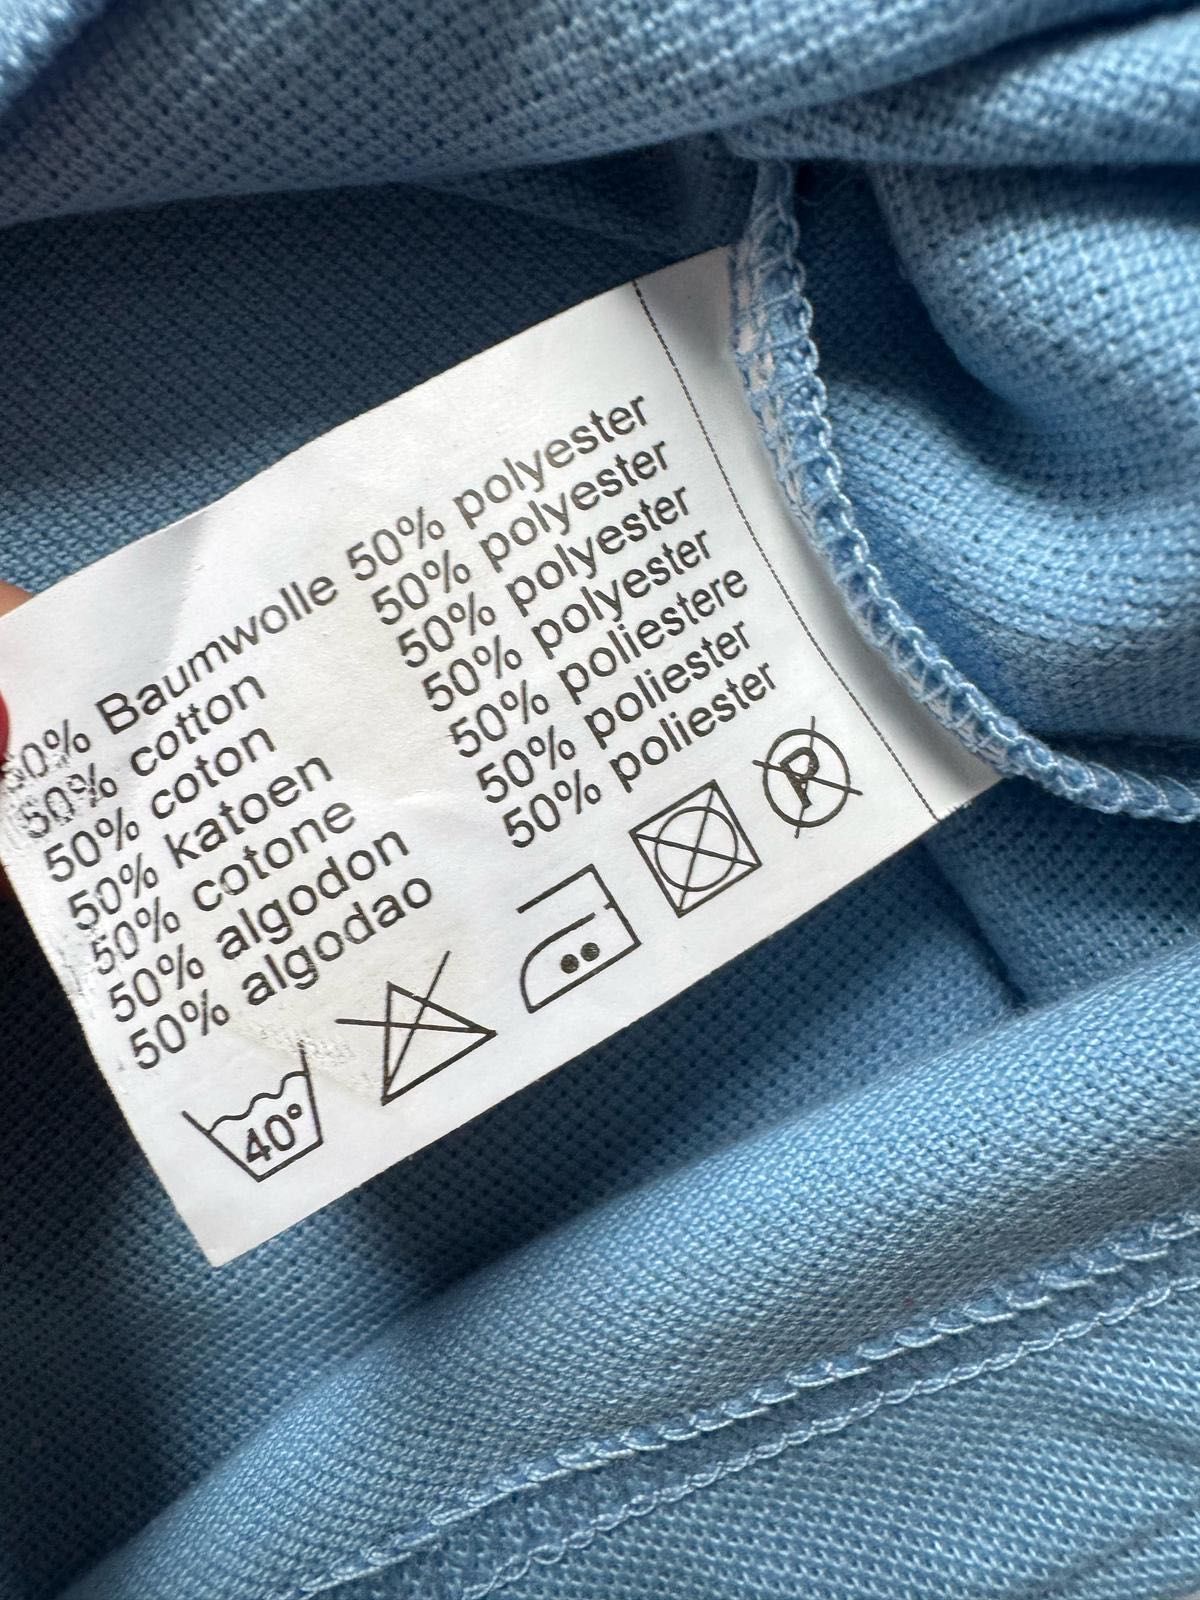 50% Baumwolle 50% polyester
50% cotton 50% polyester
50% coton 50% polyester
50% katoen 50% polyester
50% cotone 50% poliestere
50% algodon 50% poliester
50% algodao 50% poliester
40° P